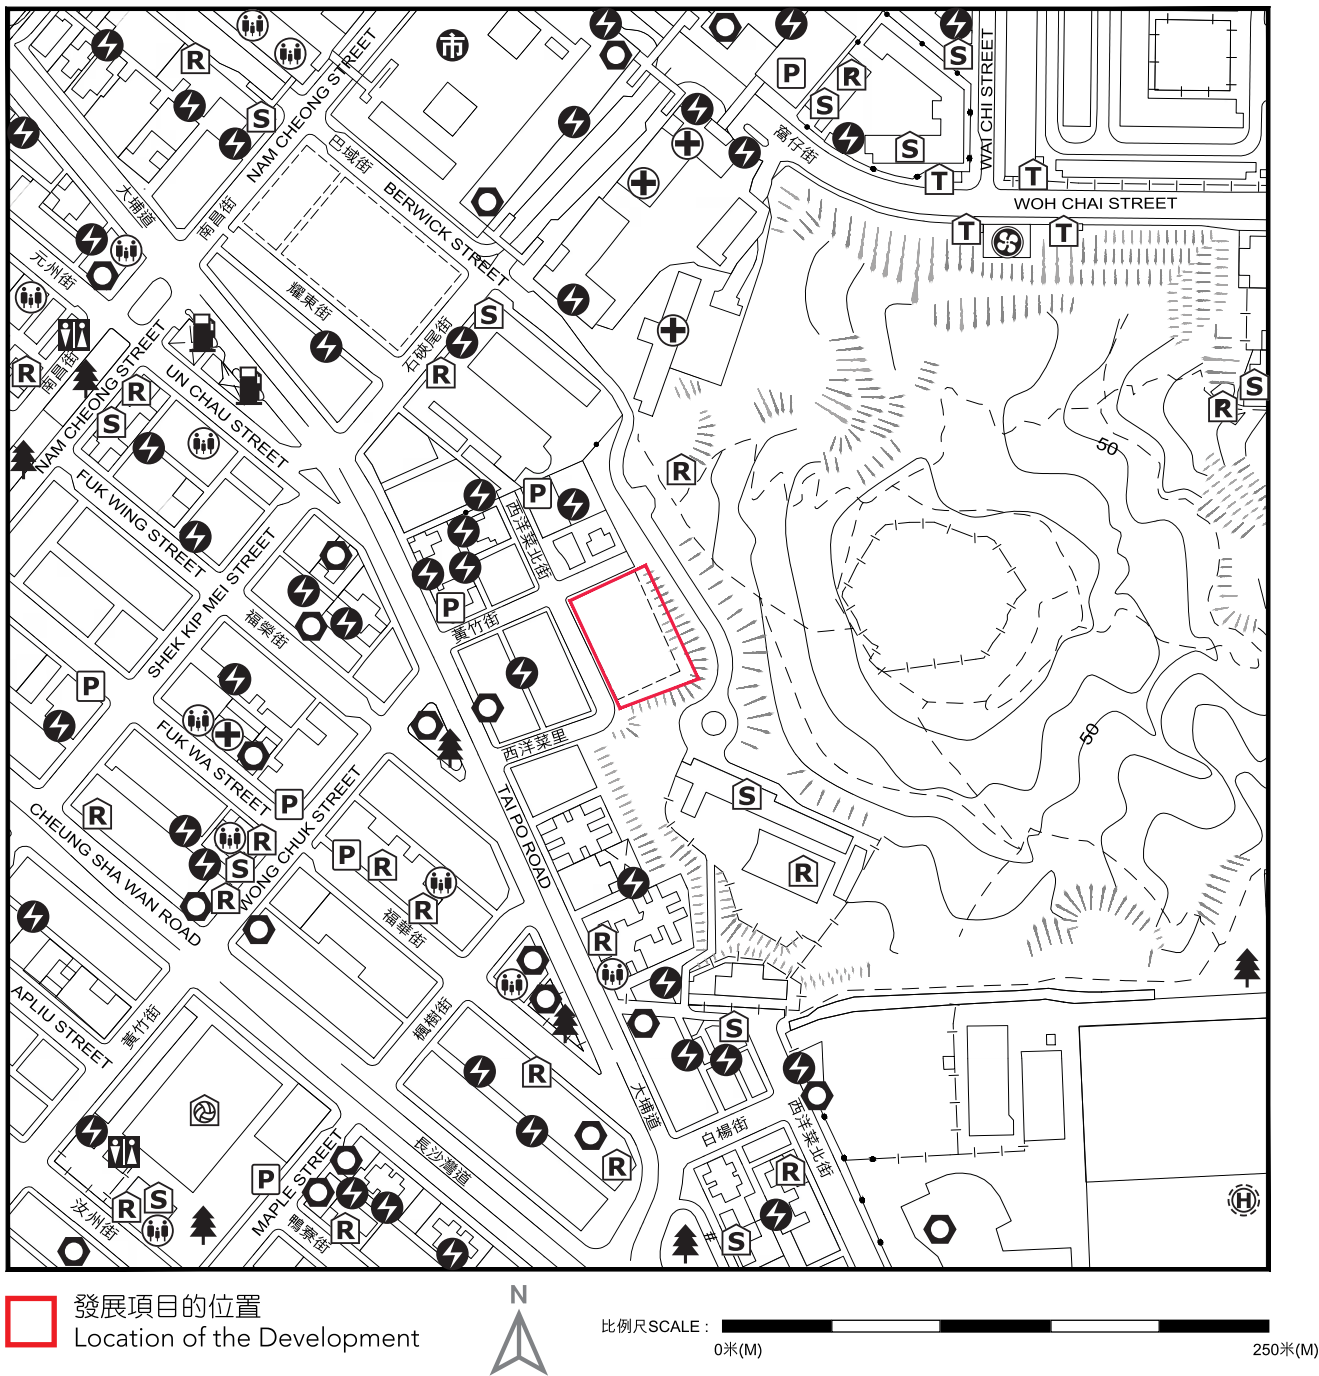 NAM CHEONG STREET
巴域街
BERWICK STREET
窩仔街
WAI CHI STREET
WOH CHAI STREET
大埔道
南昌街
元州街
耀東街
石硤尾街
南昌街
NAM CHEONG STREET
UN CHAU STREET
FUK WING STREET
SHEK KIP MEI STREET
福榮街
西洋菜北街
黃竹街
西洋菜里
50
50
FUK WA STREET
CHEUNG SHA WAN ROAD
WONG CHUK STREET
TAI PO ROAD
福華街
APLIU STREET
黃竹街
楓樹街
大埔道
白楊街
西洋菜北街
長沙灣道
MAPLE STREET
鴨寮街
汝州街
市
P
R
S
T
H
發展項目的位置
Location of the Development
N
比例尺SCALE :
0米(M)
250米(M)